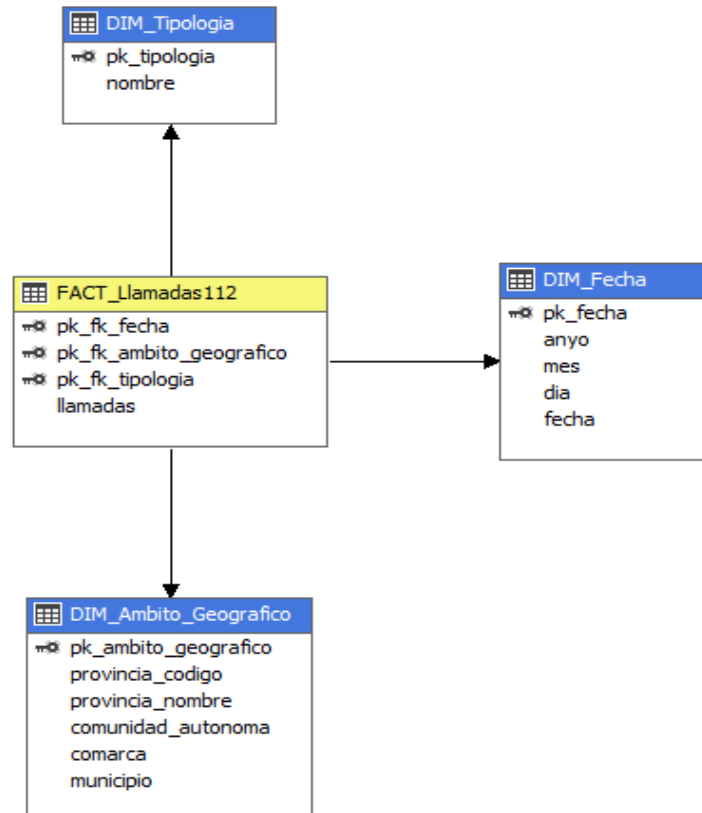 DIM_Tipologia
pk_tipologia
nombre
FACT_Llamadas112
pk_fk_fecha
pk_fk_ambito_geografico
pk_fk_tipologia
llamadas
DIM_Fecha
pk_fecha
anyo
mes
dia
fecha
DIM_Ambito_Geografico
pk_ambito_geografico
provincia_codigo
provincia_nombre
comunidad_autonoma
comarca
municipio